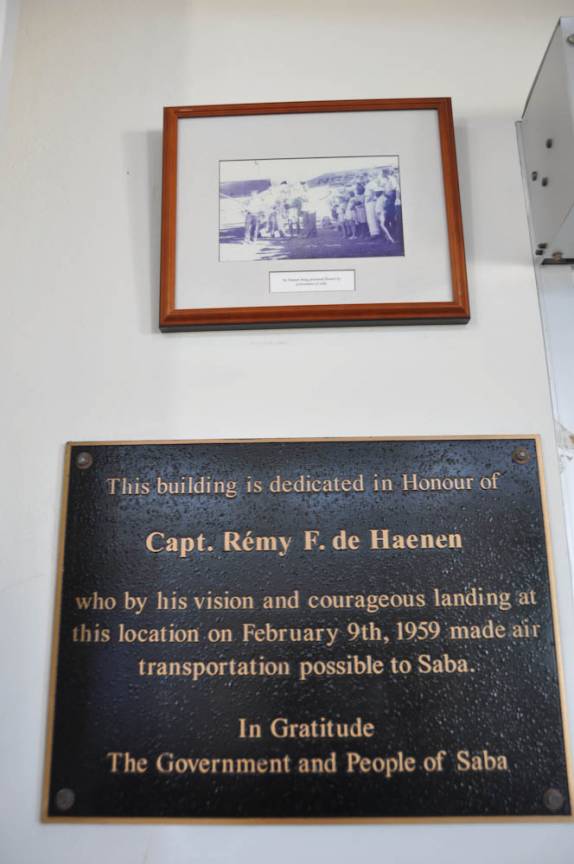 This building is dedicated in Honour of
Capt. Rémy F. de Haenen
who by his vision and courageous landing at
this location on February 9th, 1959 made air
transportation possible to Saba.
In Gratitude
The Government and People of Saba